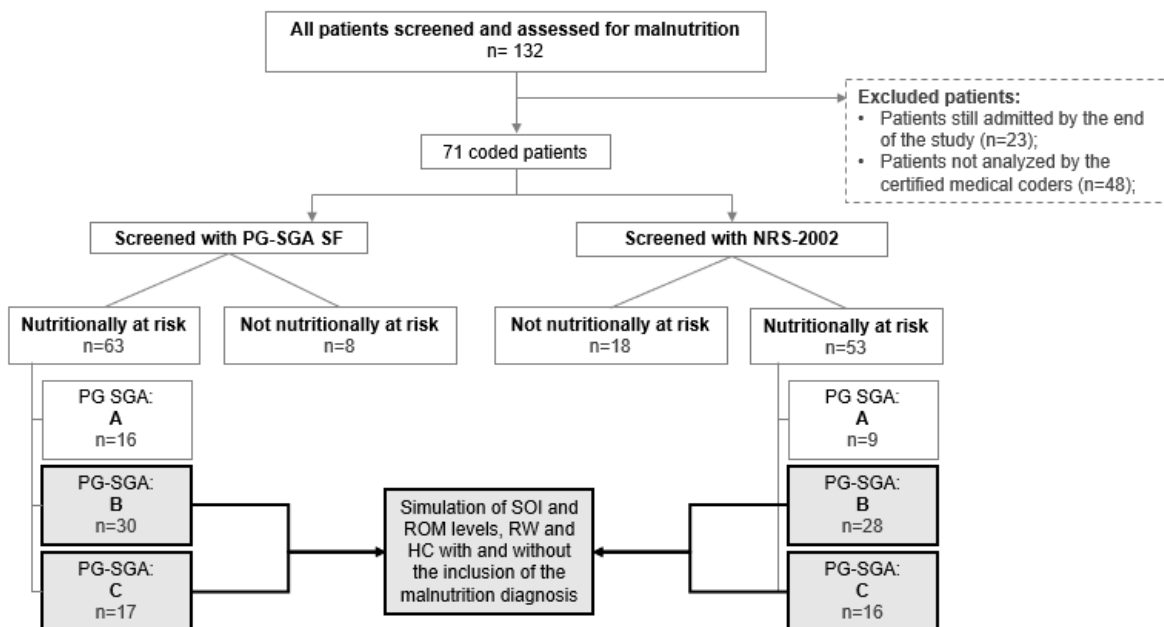 All patients screened and assessed for malnutrition
n= 132
Excluded patients:
• Patients still admitted by the end
of the study (n=23);
• Patients not analyzed by the
certified medical coders (n=48);
71 coded patients
Screened with PG-SGA SF
Screened with NRS-2002
Nutritionally at risk
n=63
Not nutritionally at risk
n=8
Not nutritionally at risk
n=18
Nutritionally at risk
n=53
PG SGA:
A
n=16
PG SGA:
A
n=9
PG-SGA:
B
n=30
Simulation of SOI and
ROM levels, RW and
HC with and without
the inclusion of the
malnutrition diagnosis
PG-SGA:
B
n=28
PG-SGA:
C
n=17
PG-SGA:
C
n=16